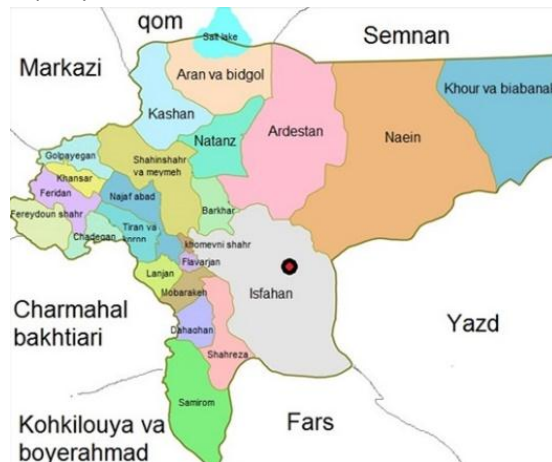 qom
Salt lake
Semnan
Markazi
Aran va bidgol
Khour va biabanal
Kashan
Natanz
Ardestan
Naein
Golpayegan
Shahinshahr
va meymeh
Khansar
Feridan
Najaf abad
Fereydoun shahr
Barkhar
Tiran va
Chadegan
khomeyni shahr
Flavarjan
Lanjan
Mobarakeh
Isfahan
Charmahal
bakhtiari
Yazd
Dahaghan
Shahreza
Samirom
Fars
Kohkilouya va
boyerahmad